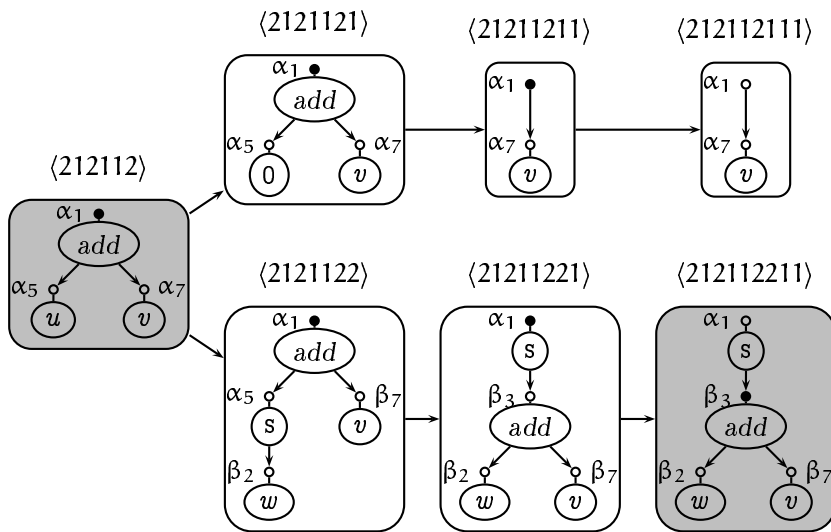 ⟨2121121⟩ ⟨21211211⟩ ⟨212112111⟩
α₁ α₁ α₁
add
α₅ α₇ α₇ α₇
0 v v v
⟨212112⟩
α₁
add
α₅ α₇
u v
⟨2121122⟩ ⟨21211221⟩ ⟨212112211⟩
α₁ α₁ α₁
add s s
α₅ β₇ β₃ β₃
s v add add
β₂ β₂ β₇ β₂ β₇
w w v w v